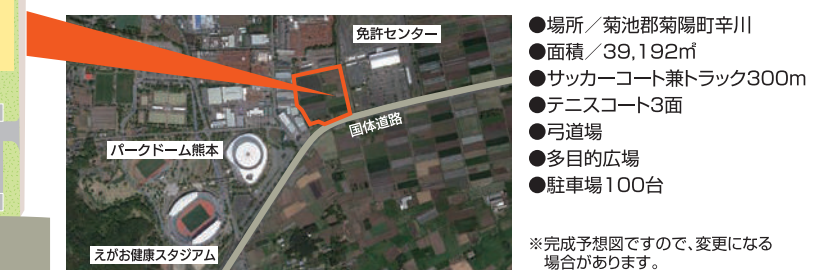 免許センター
国体道路
パークドーム熊本
えがお健康スタジアム
●場所／菊池郡菊陽町辛川
●面積／39,192㎡
●サッカーコート兼トラック300m
●テニスコート3面
●弓道場
●多目的広場
●駐車場100台
※完成予想図ですので、変更になる
場合があります。